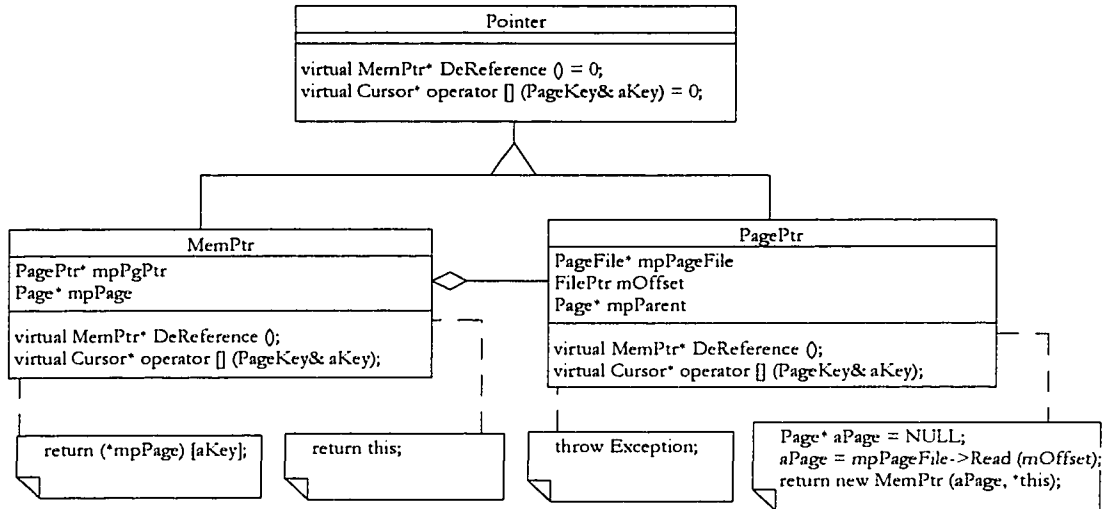 Pointer
virtual MemPtr* DeReference () = 0;
virtual Cursor* operator [] (PageKey& aKey) = 0;
MemPtr
PagePtr* mpPgPtr
Page* mpPage
virtual MemPtr* DeReference ();
virtual Cursor* operator [] (PageKey& aKey);
PagePtr
PageFile* mpPageFile
FilePtr mOffset
Page* mpParent
virtual MemPtr* DeReference ();
virtual Cursor* operator [] (PageKey& aKey);
return (*mpPage) [aKey];
return this;
throw Exception;
Page* aPage = NULL;
aPage = mpPageFile->Read (mOffset);
return new MemPtr (aPage, *this);